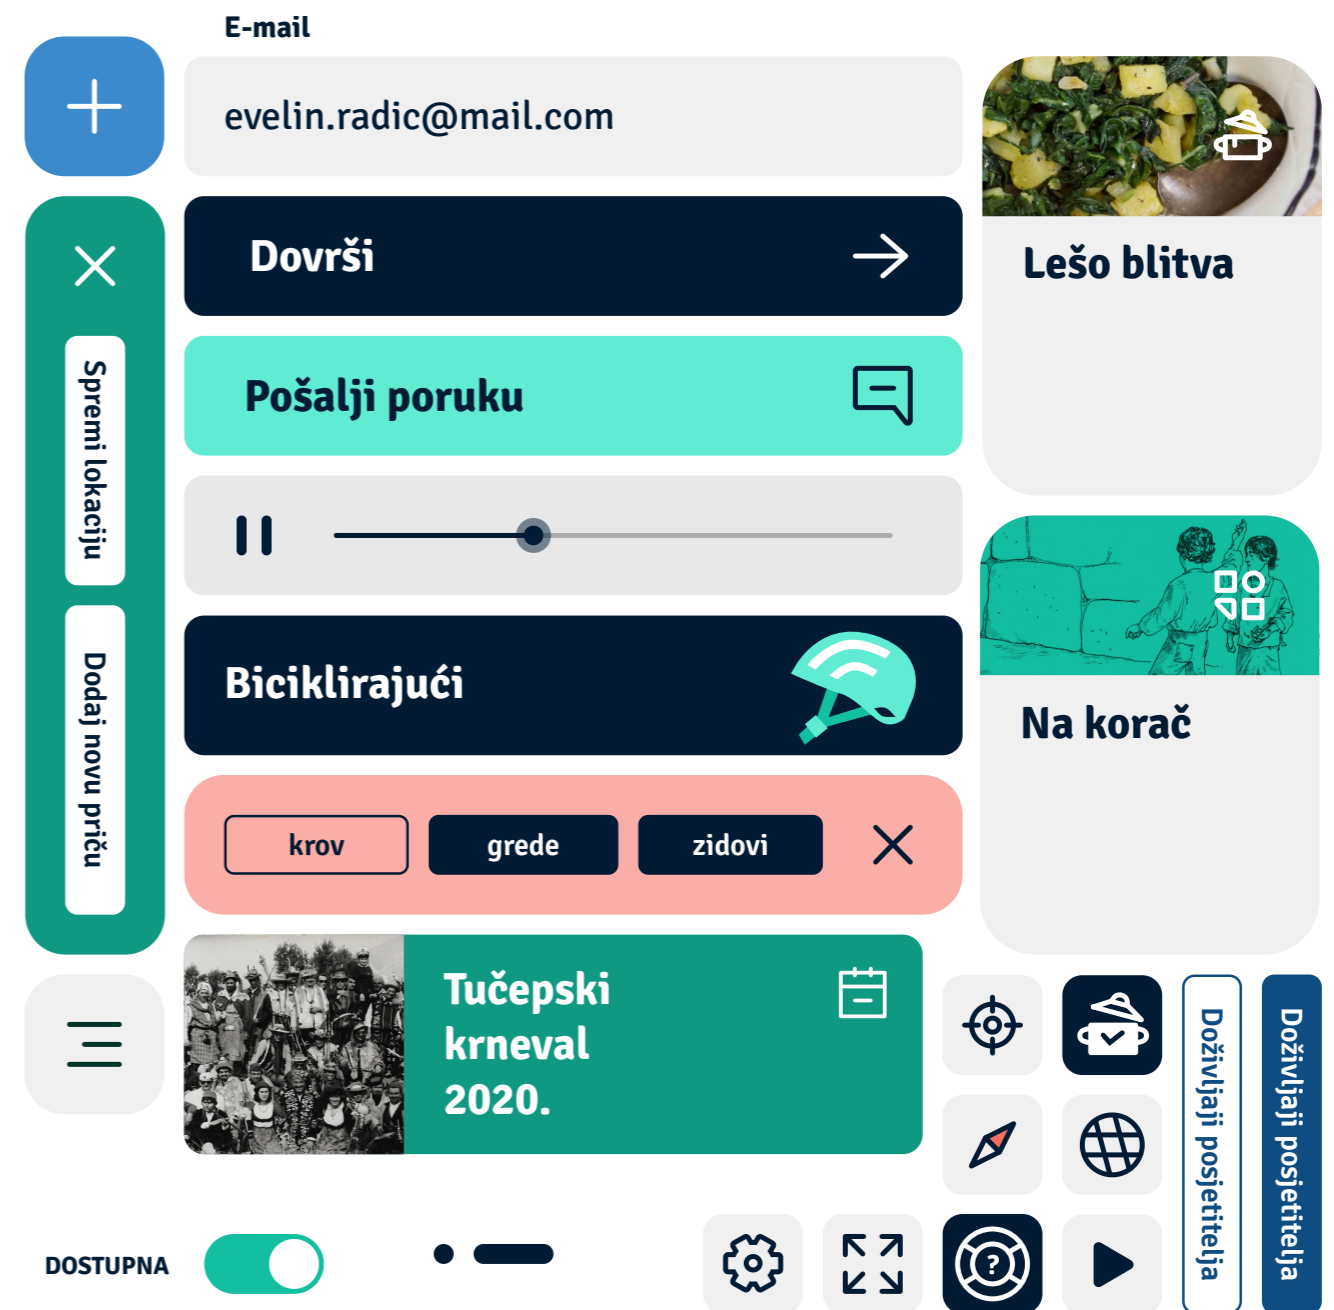 E-mail
evelin.radic@mail.com
Dovrši
Pošalji poruku
Spremi lokaciju
Dodaj novu priču
Biciklirajući
krov
grede
zidovi
Tučepski
krneval
2020.
Lešo blitva
Na korač
DOSTUPNA
?
Doživljaji posjetitelja
Doživljaji posjetitelja